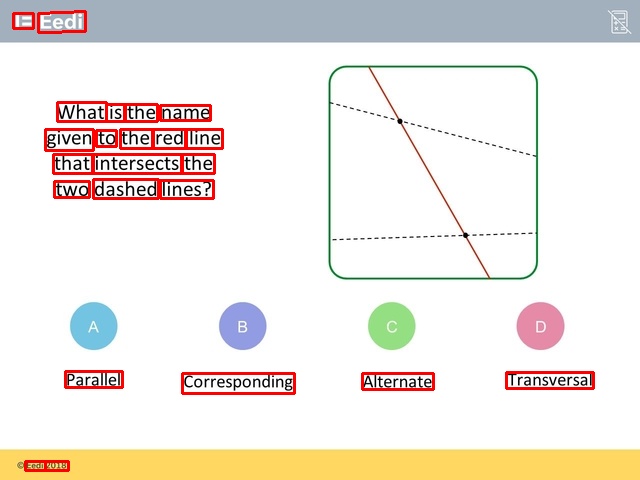 Eedi
What is the name
given to the red line
that intersects the
two dashed lines?
A
B
C
D
Parallel
Corresponding
Alternate
Transversal
© Eedi 2018